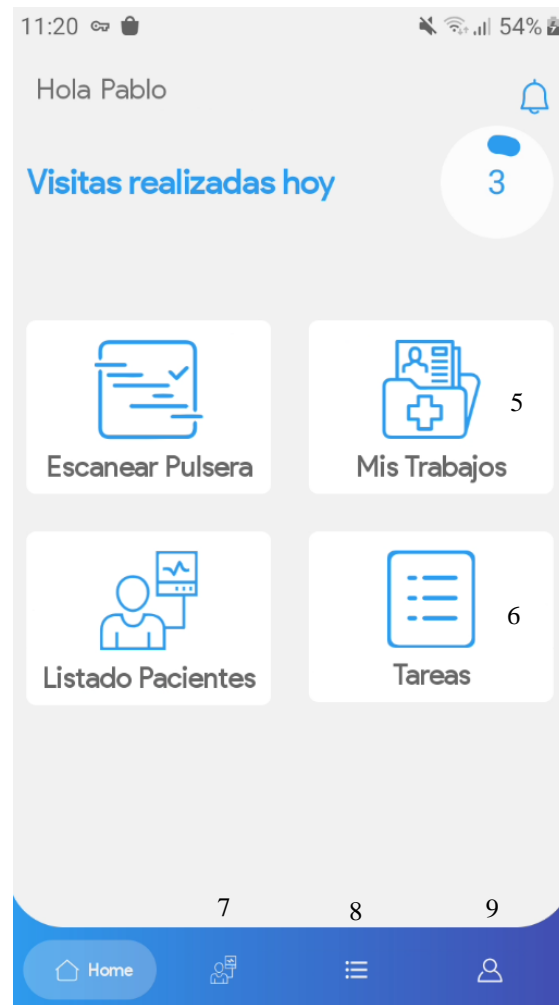 11:20 54%
Hola Pablo
Visitas realizadas hoy 3
5
Escanear Pulsera Mis Trabajos
6
Listado Pacientes Tareas
7 8 9
Home